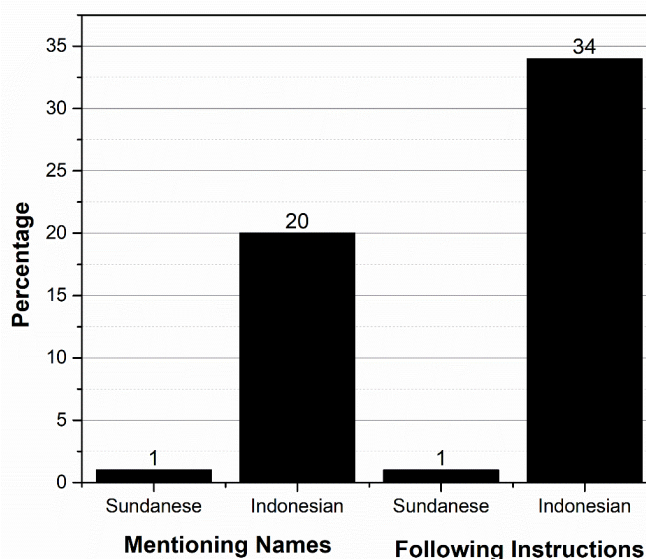 Percentage
35
30
25
20
15
10
5
0
1
20
1
34
Sundanese
Indonesian
Sundanese
Indonesian
Mentioning Names
Following Instructions